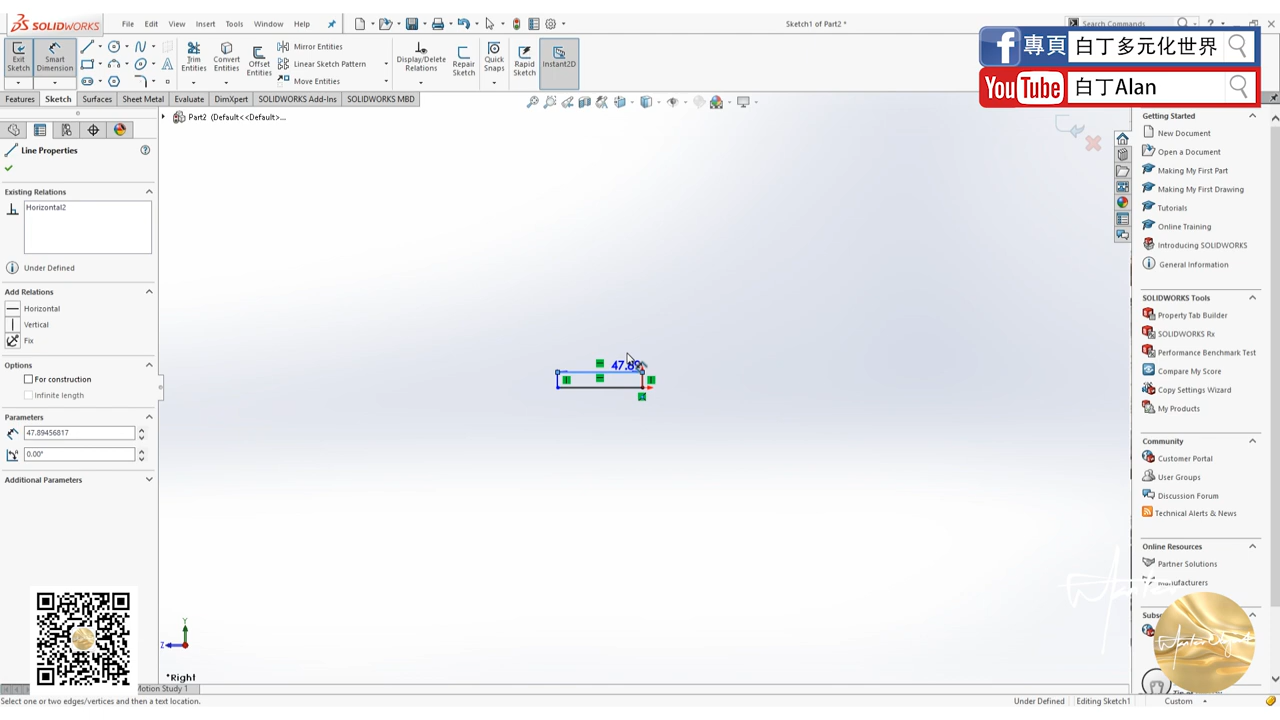 SOLIDWORKS
File Edit View Insert Tools Window Help
Sketch1 of Part2 *
Search Commands
專頁 白丁多元化世界
YouTube 白丁Alan
Exit Sketch
Smart Dimension
Trim Entities
Convert Entities
Offset Entities
Mirror Entities
Linear Sketch Pattern
Move Entities
Display/Delete Relations
Repair Sketch
Quick Snaps
Rapid Sketch
Instant2D
Features Sketch Surfaces Sheet Metal Evaluate DimXpert SOLIDWORKS Add-Ins SOLIDWORKS MBD
Part2 (Default<<Default>...
Line Properties
Existing Relations
Horizontal2
Under Defined
Add Relations
Horizontal
Vertical
Fix
Options
For construction
Infinite length
Parameters
47.89456817
0.00°
Additional Parameters
47.89
Y
Z
*Right
Motion Study 1
Select one or two edges/vertices and then a text location.
Under Defined Editing Sketch1 Custom
Getting Started
New Document
Open a Document
Making My First Part
Making My First Drawing
Tutorials
Online Training
Introducing SOLIDWORKS
General Information
SOLIDWORKS Tools
Property Tab Builder
SOLIDWORKS Rx
Performance Benchmark Test
Compare My Score
Copy Settings Wizard
My Products
Community
Customer Portal
User Groups
Discussion Forum
Technical Alerts & News
Online Resources
Partner Solutions
Manufacturers